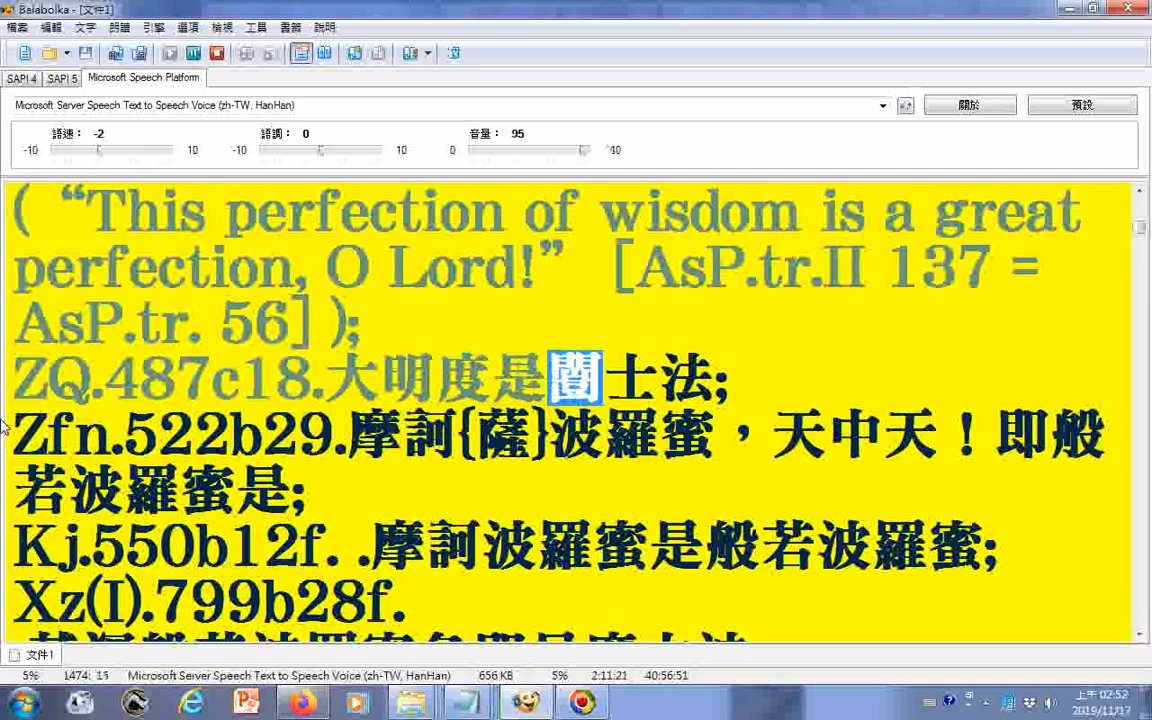 Balabolka - [文件1]
檔案 編輯 文字 朗讀 引擎 選項 檢視 工具 書籤 說明
SAPI 4 SAPI 5 Microsoft Speech Platform
Microsoft Server Speech Text to Speech Voice (zh-TW, HanHan)
關於 預設
語速： -2 語調： 0 音量： 95
-10 10 -10 10 0
(“This perfection of wisdom is a great
perfection, O Lord!” [AsP.tr.II 137 =
AsP.tr. 56] );
ZQ.487c18.大明度是闓士法;
Zfn.522b29.摩訶{薩}波羅蜜，天中天！即般
若波羅蜜是;
Kj.550b12f. .摩訶波羅蜜是般若波羅蜜;
Xz(I).799b28f.
文件1
5% 1474: 15 Microsoft Server Speech Text to Speech Voice (zh-TW, HanHan) 656 KB 5% 2:11:21 40:56:51
上午 02:52
2019/11/17